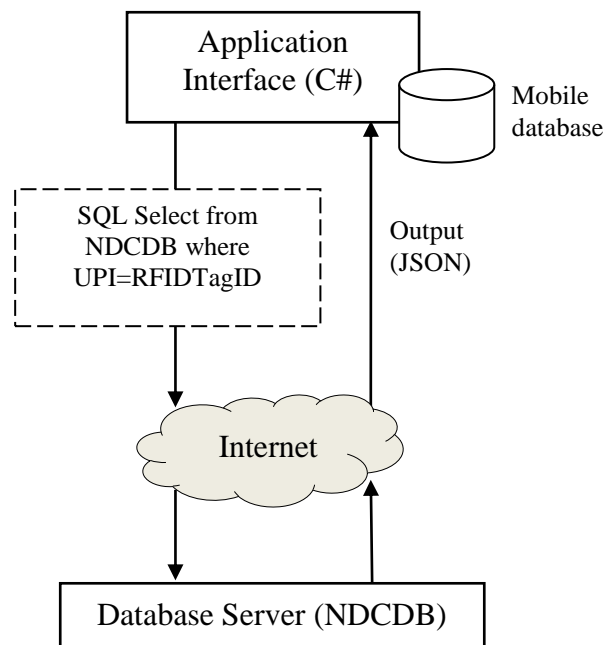 Application
Interface (C#)
Mobile
database
SQL Select from
NDCDB where
UPI=RFIDTagID
Output
(JSON)
Internet
Database Server (NDCDB)